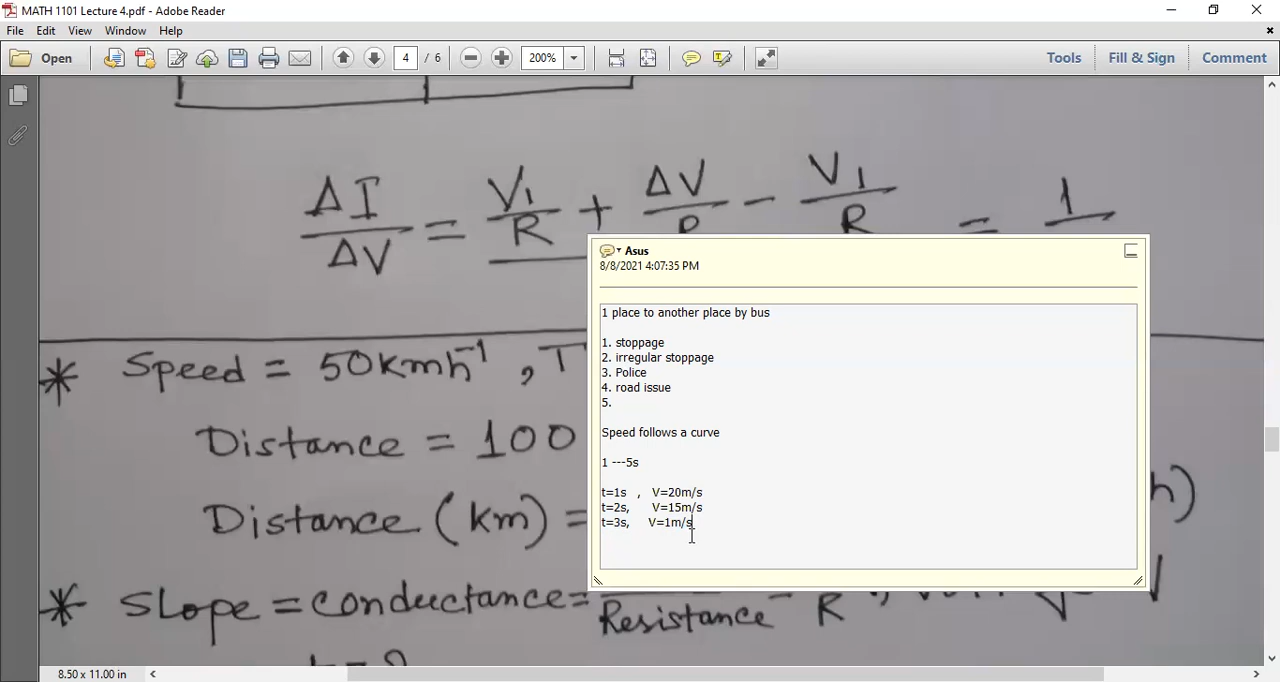 MATH 1101 Lecture 4.pdf - Adobe Reader
File Edit View Window Help
Open 4 / 6 200% Tools Fill & Sign Comment
ΔI/ΔV = V1/R + ΔV/R - V1/R = 1
* Speed = 50kmh-1, T
Distance = 100
Distance (km) = h)
* Slope = conductance = Resistance = R ,
Asus
8/8/2021 4:07:35 PM
1 place to another place by bus
1. stoppage
2. irregular stoppage
3. Police
4. road issue
5.
Speed follows a curve
1 ---5s
t=1s , V=20m/s
t=2s, V=15m/s
t=3s, V=1m/s
8.50 x 11.00 in